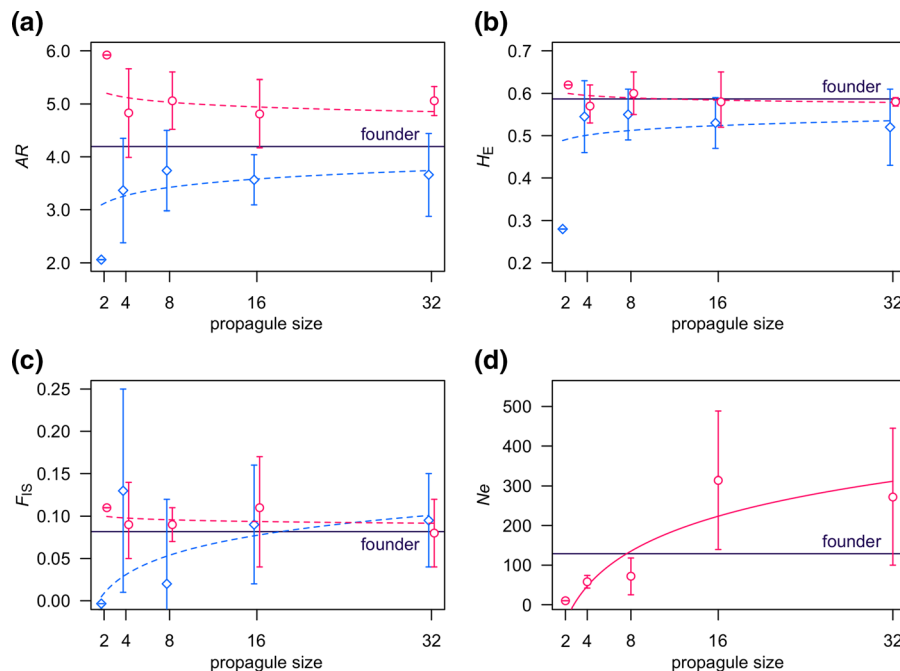 (a)
6.0
5.0
4.0
3.0
2.0
AR
founder
2 4 8 16 32
propagule size
(b)
0.7
0.6
0.5
0.4
0.3
0.2
HE
founder
2 4 8 16 32
propagule size
(c)
0.25
0.20
0.15
0.10
0.05
0.00
FIS
founder
2 4 8 16 32
propagule size
(d)
500
400
300
200
100
0
Ne
founder
2 4 8 16 32
propagule size